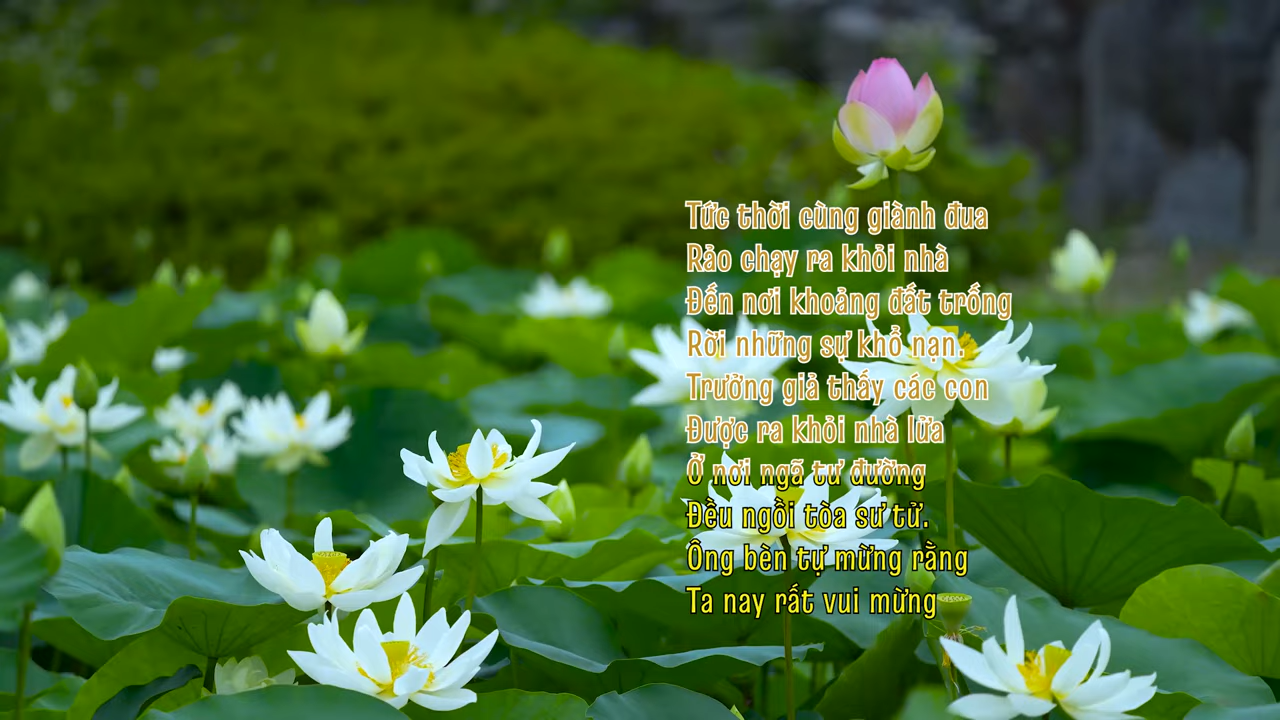 Tức thời cùng giành đua
Rảo chạy ra khỏi nhà
Đến nơi khoảng đất trống
Rời những sự khổ nạn.
Trưởng giả thấy các con
Được ra khỏi nhà lửa
Ở nơi ngã tư đường
Đều ngồi tòa sư tử.
Ông bèn tự mừng rằng
Ta nay rất vui mừng